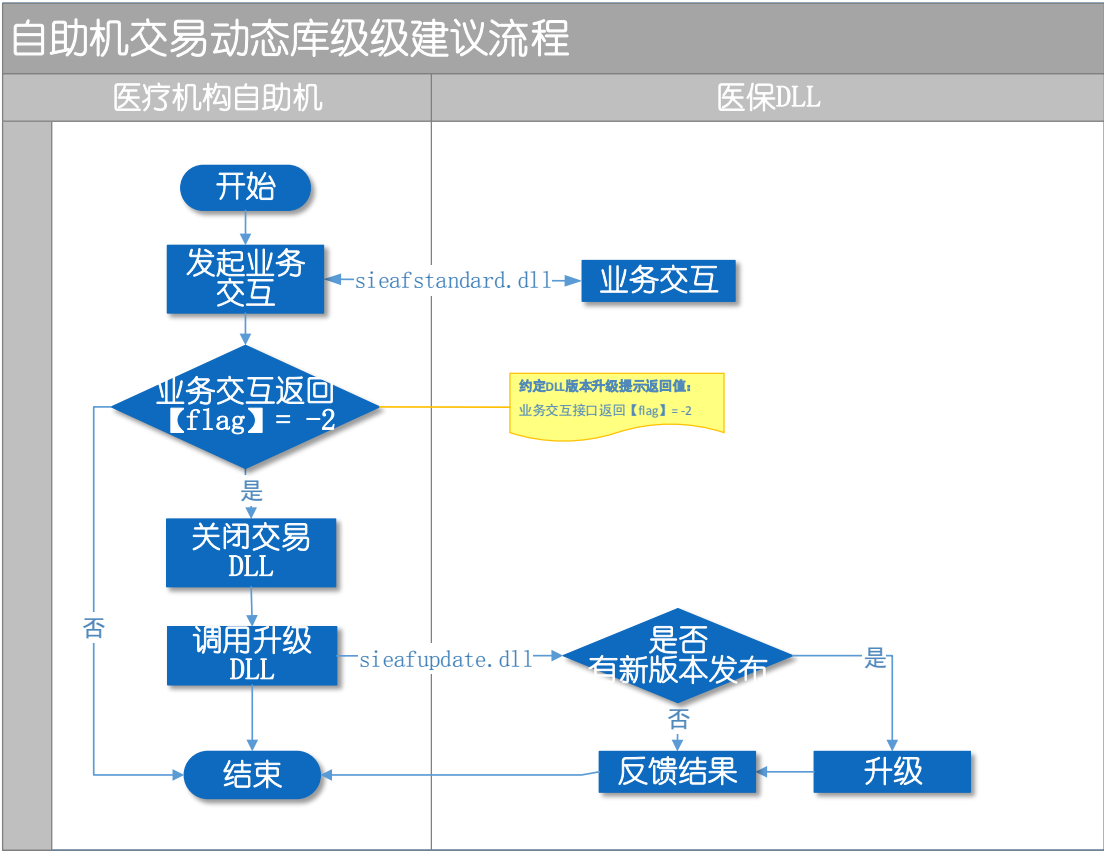 自助机交易动态库级级建议流程
医疗机构自助机
医保DLL
开始
发起业务
交互
sieafstandard.dll
业务交互
业务交互返回
【flag】= -2
约定DLL版本升级提示返回值：
业务交互接口返回【flag】= -2
是
关闭交易
DLL
否
调用升级
DLL
sieafupdate.dll
是否
有新版本发布
是
否
结束
反馈结果
升级